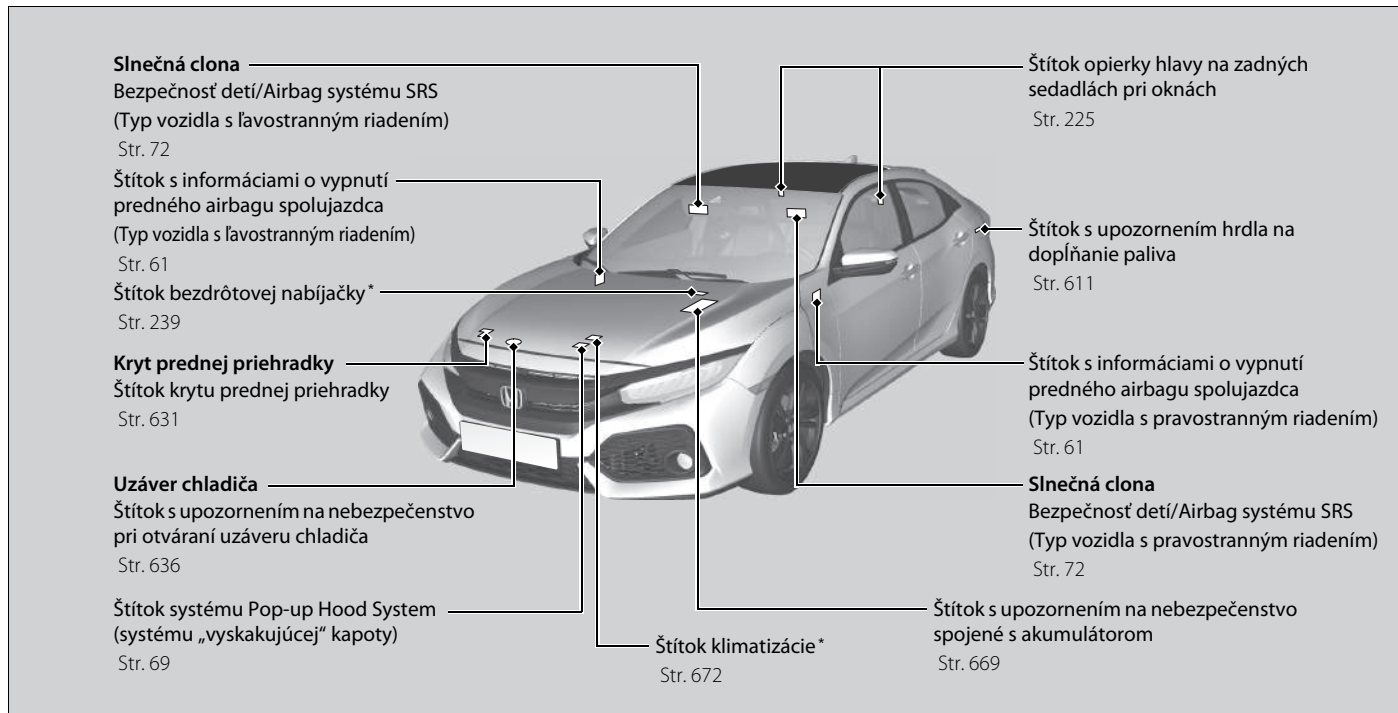 Slnečná clona
Bezpečnosť detí/Airbag systému SRS
(Typ vozidla s ľavostranným riadením)
Str. 72
Štítok s informáciami o vypnutí
predného airbagu spolujazdca
(Typ vozidla s ľavostranným riadením)
Str. 61
Štítok bezdrôtovej nabíjačky*
Str. 239
Kryt prednej priehradky
Štítok krytu prednej priehradky
Str. 631
Uzáver chladiča
Štítok s upozornením na nebezpečenstvo
pri otváraní uzáveru chladiča
Str. 636
Štítok systému Pop-up Hood System
(systému „vyskakujúcej“ kapoty)
Str. 69
Štítok klimatizácie*
Str. 672
Štítok opierky hlavy na zadných
sedadlách pri oknách
Str. 225
Štítok s upozornením hrdla na
dopĺňanie paliva
Str. 611
Štítok s informáciami o vypnutí
predného airbagu spolujazdca
(Typ vozidla s pravostranným riadením)
Str. 61
Slnečná clona
Bezpečnosť detí/Airbag systému SRS
(Typ vozidla s pravostranným riadením)
Str. 72
Štítok s upozornením na nebezpečenstvo
spojené s akumulátorom
Str. 669